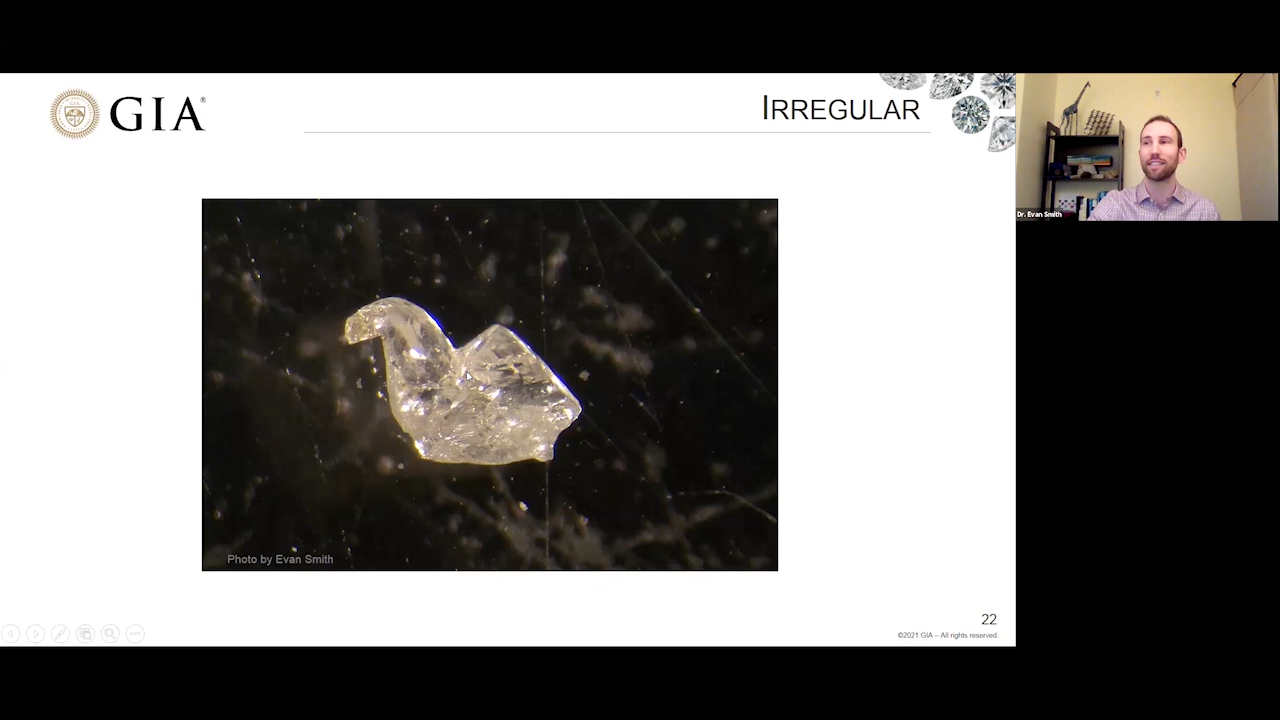 GIA®
IRREGULAR
Dr. Evan Smith
Photo by Evan Smith
22
©2021 GIA – All rights reserved.